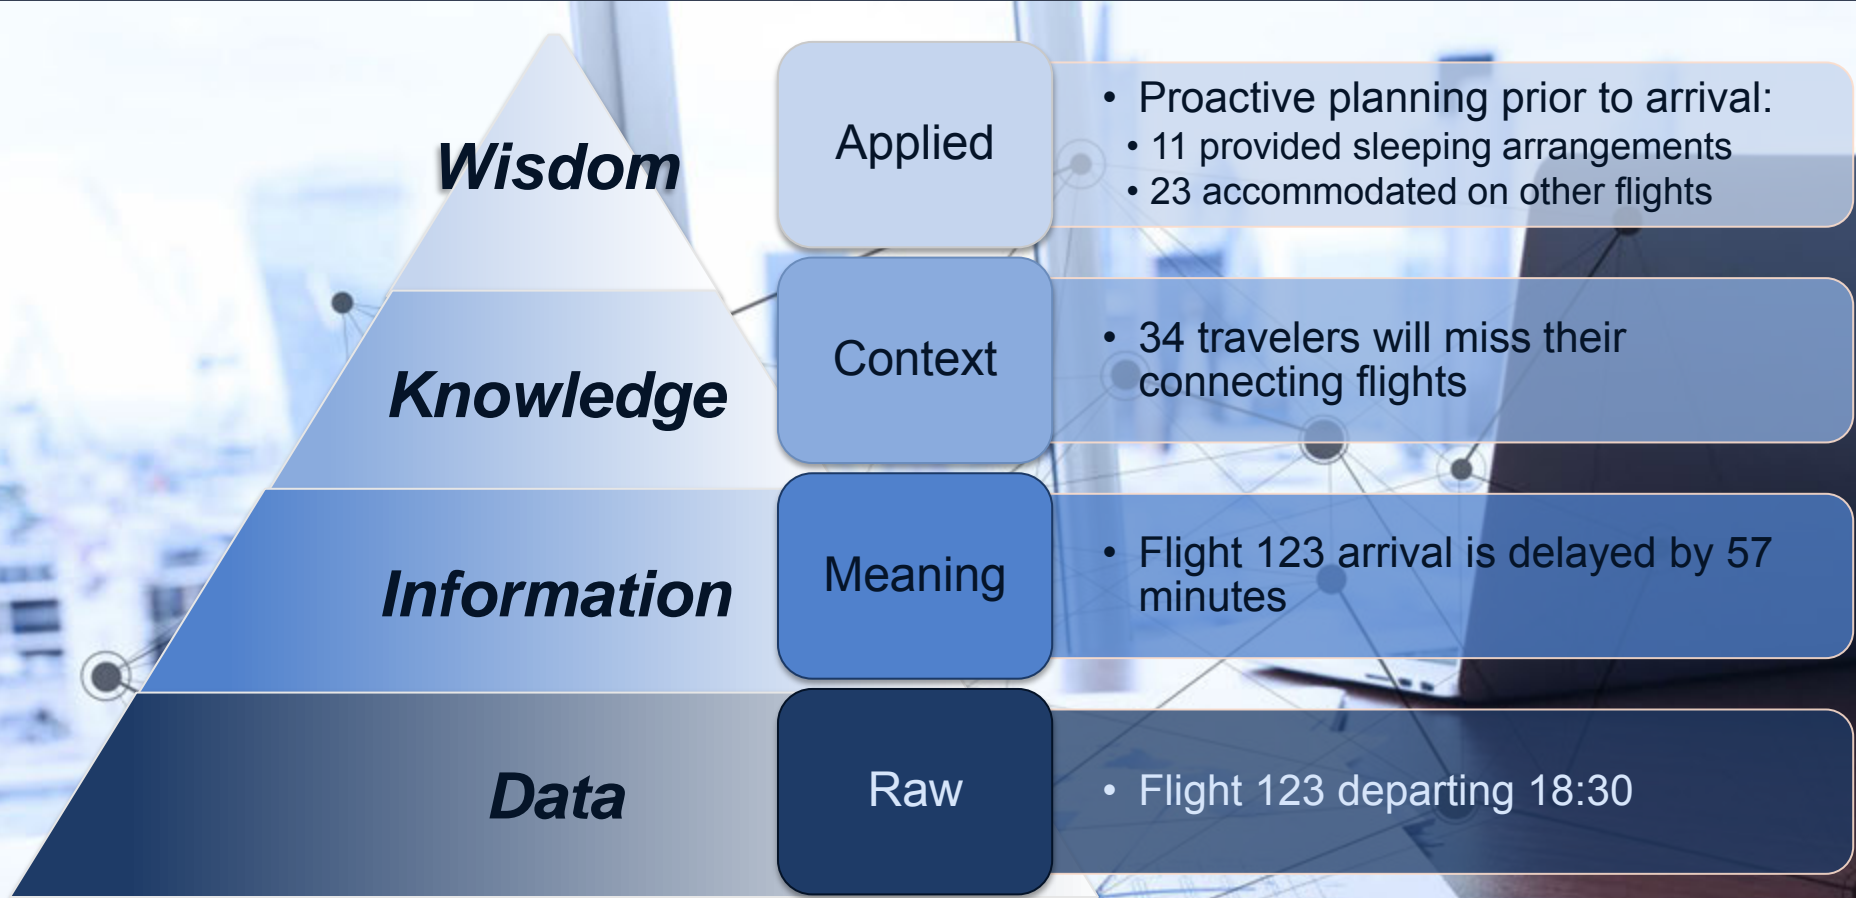 Wisdom
Applied
• Proactive planning prior to arrival:
• 11 provided sleeping arrangements
• 23 accommodated on other flights
Knowledge
Context
• 34 travelers will miss their
connecting flights
Information
Meaning
• Flight 123 arrival is delayed by 57
minutes
Data
Raw
• Flight 123 departing 18:30